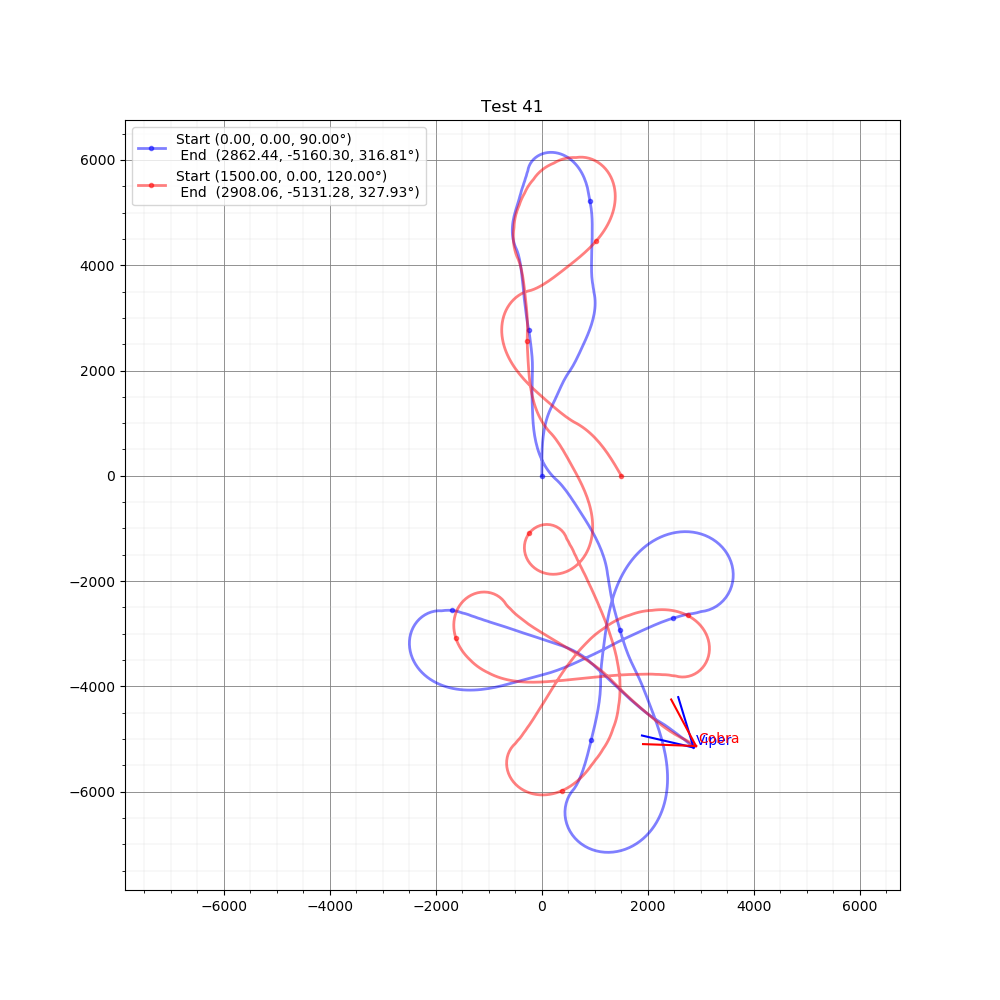 Test 41
Start (0.00, 0.00, 90.00°)
End (2862.44, -5160.30, 316.81°)
Start (1500.00, 0.00, 120.00°)
End (2908.06, -5131.28, 327.93°)
6000
4000
2000
0
−2000
−4000
−6000
Cobra
Viper
−6000 −4000 −2000 0 2000 4000 6000